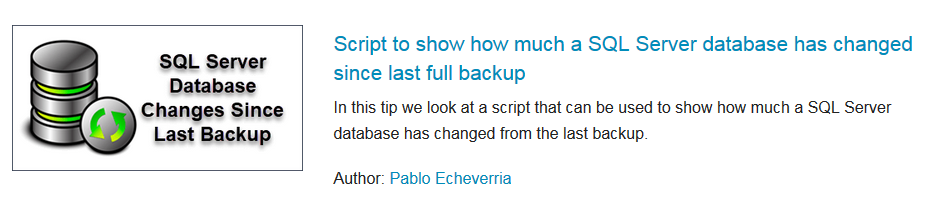 SQL Server
Database
Changes Since
Last Backup
Script to show how much a SQL Server database has changed
since last full backup
In this tip we look at a script that can be used to show how much a SQL Server
database has changed from the last backup.
Author: Pablo Echeverria